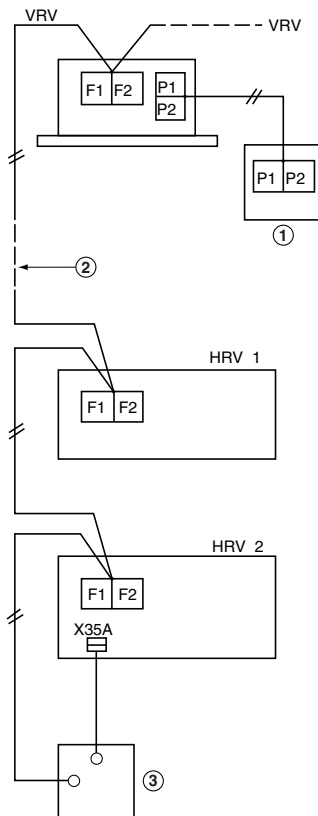 VRV
VRV
F1 F2
P1
P2
P1 P2
①
②
HRV 1
F1 F2
HRV 2
F1 F2
X35A
③